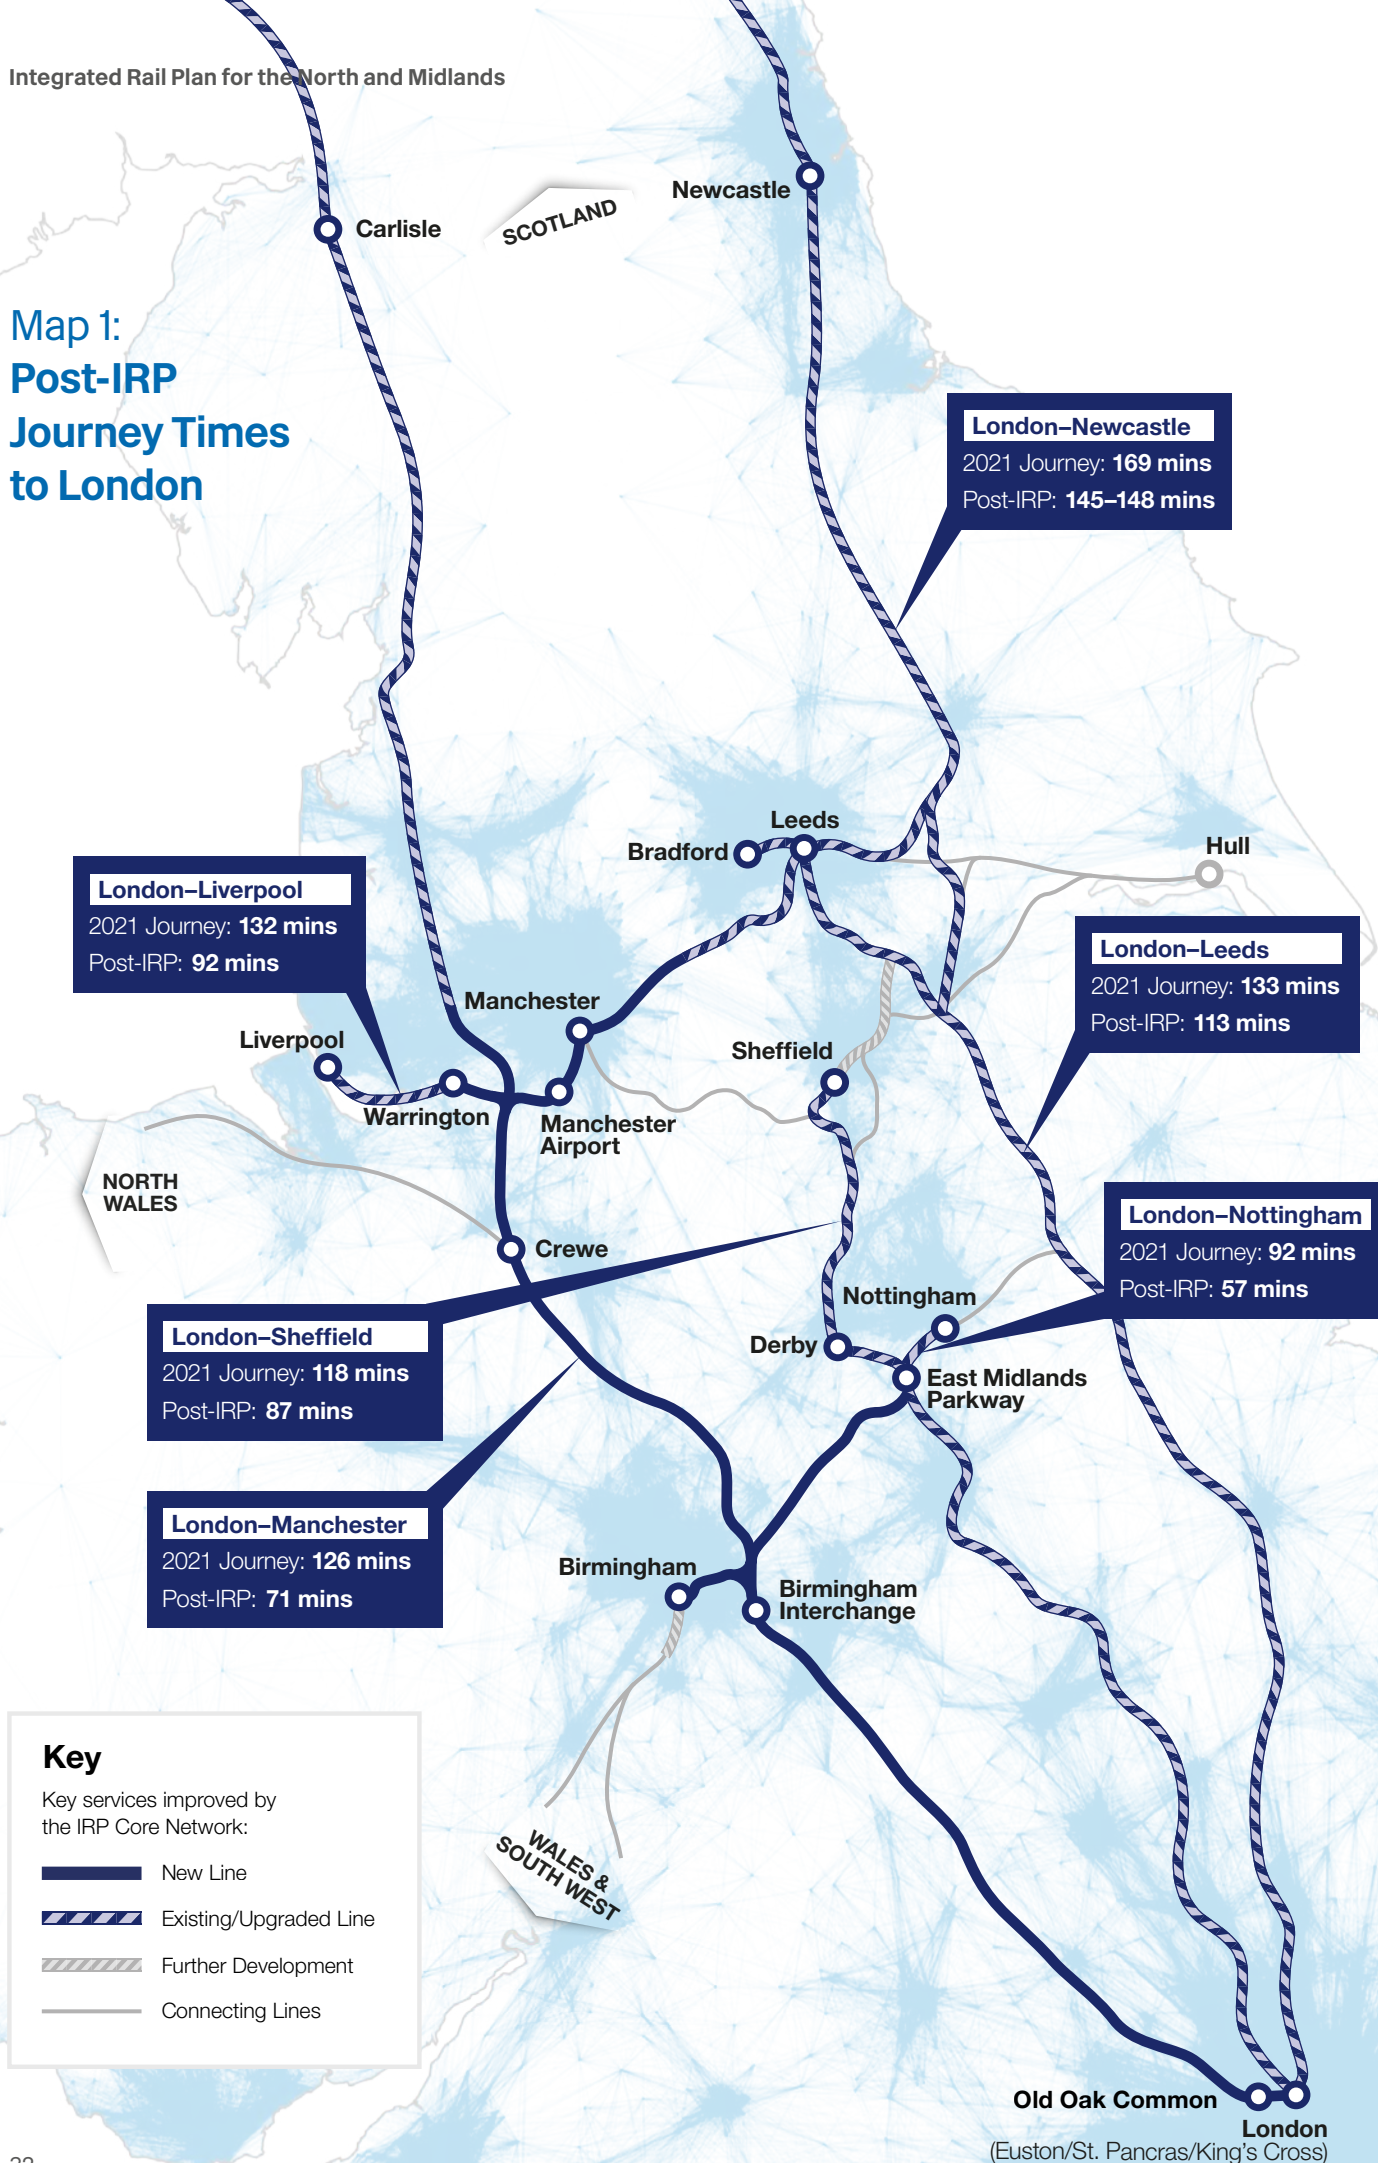 Integrated Rail Plan for the North and Midlands
Newcastle
SCOTLAND
Carlisle
Map 1:
Post-IRP
Journey Times
to London
London–Newcastle
2021 Journey: 169 mins
Post-IRP: 145–148 mins
Leeds
Bradford
Hull
London–Liverpool
2021 Journey: 132 mins
Post-IRP: 92 mins
London–Leeds
2021 Journey: 133 mins
Post-IRP: 113 mins
Manchester
Liverpool
Sheffield
Warrington
Manchester
Airport
NORTH
WALES
London–Nottingham
2021 Journey: 92 mins
Post-IRP: 57 mins
Crewe
Nottingham
London–Sheffield
2021 Journey: 118 mins
Post-IRP: 87 mins
Derby
East Midlands
Parkway
London–Manchester
2021 Journey: 126 mins
Post-IRP: 71 mins
Birmingham
Birmingham
Interchange
Key
Key services improved by
the IRP Core Network:
New Line
Existing/Upgraded Line
Further Development
Connecting Lines
WALES &
SOUTH WEST
Old Oak Common
London
(Euston/St. Pancras/King's Cross)